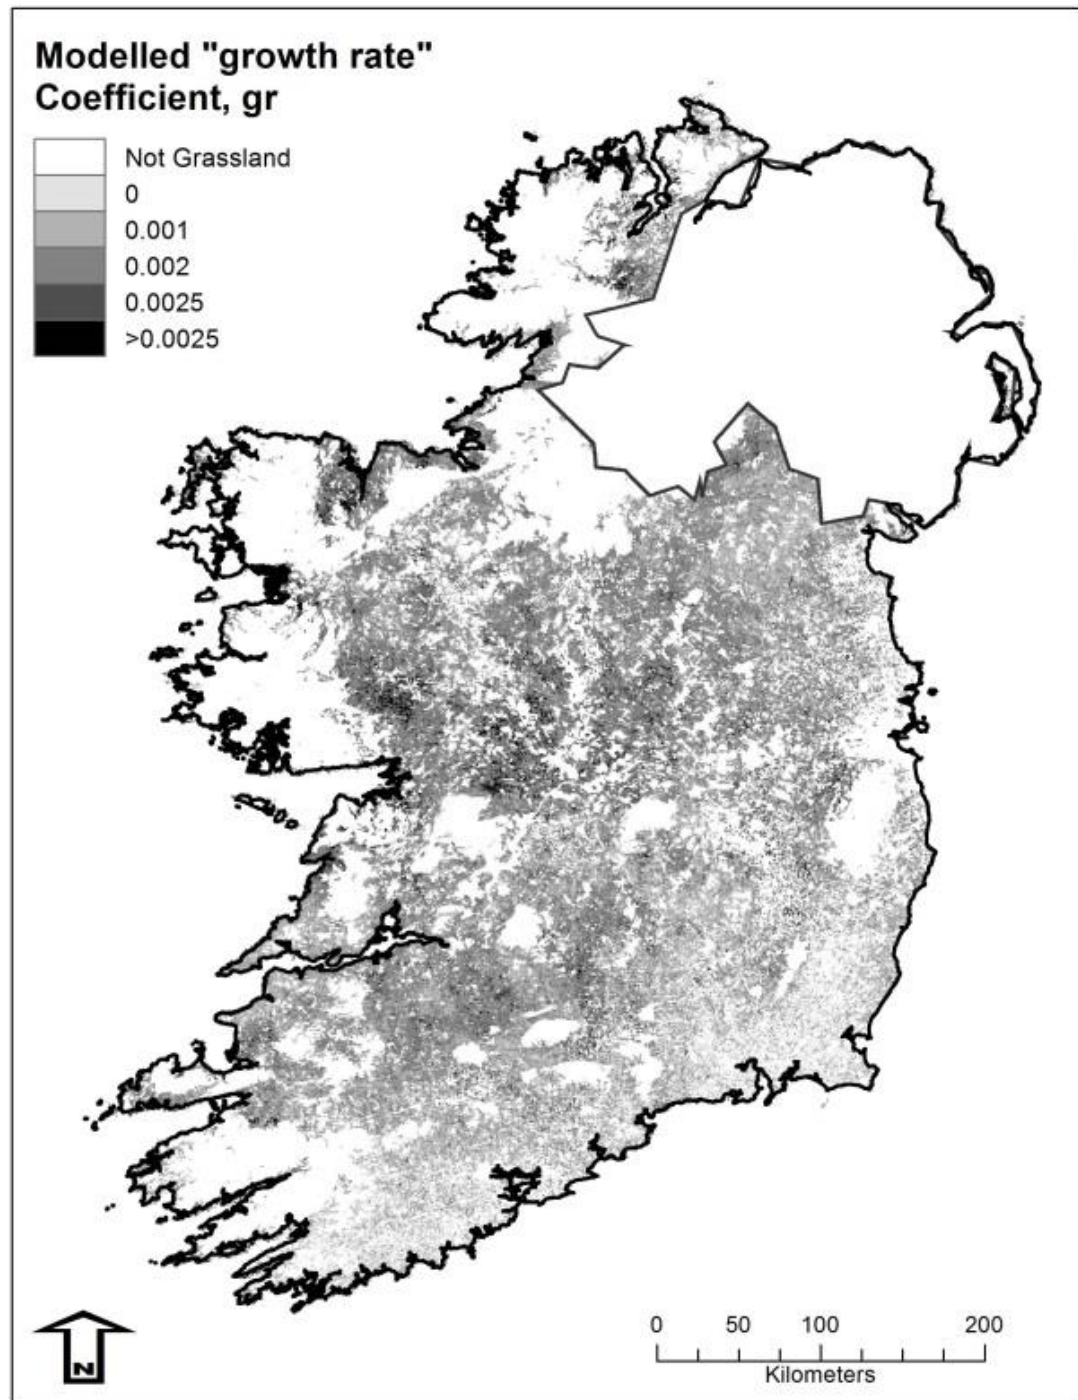 Modelled "growth rate"
Coefficient, gr
Not Grassland
0
0.001
0.002
0.0025
>0.0025
N
0 50 100 200
Kilometers